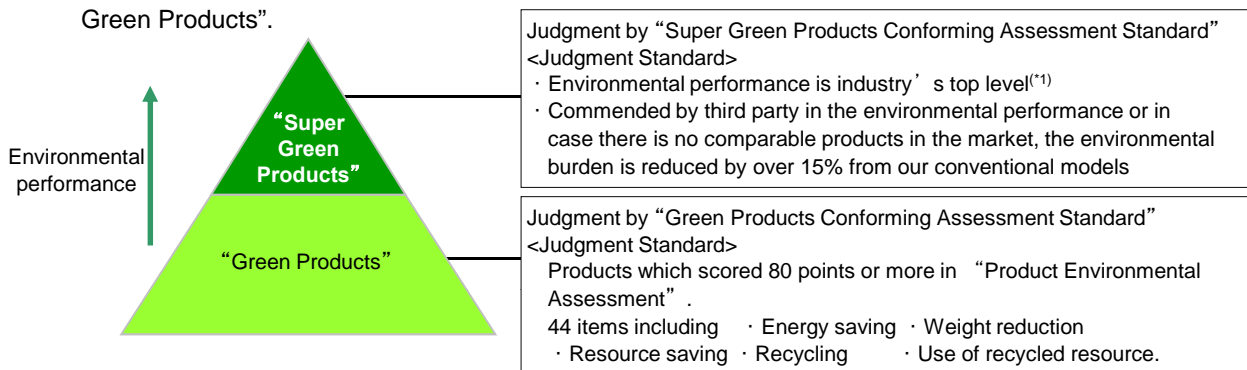 Green Products”.
Environmental
performance
“Super
Green
Products”
“Green Products”
Judgment by “Super Green Products Conforming Assessment Standard”
<Judgment Standard>
・Environmental performance is industry’s top level(*1)
・Commended by third party in the environmental performance or in
case there is no comparable products in the market, the environmental
burden is reduced by over 15% from our conventional models
Judgment by “Green Products Conforming Assessment Standard”
<Judgment Standard>
Products which scored 80 points or more in “Product Environmental
Assessment”.
44 items including ・Energy saving ・Weight reduction
・Resource saving ・Recycling ・Use of recycled resource.